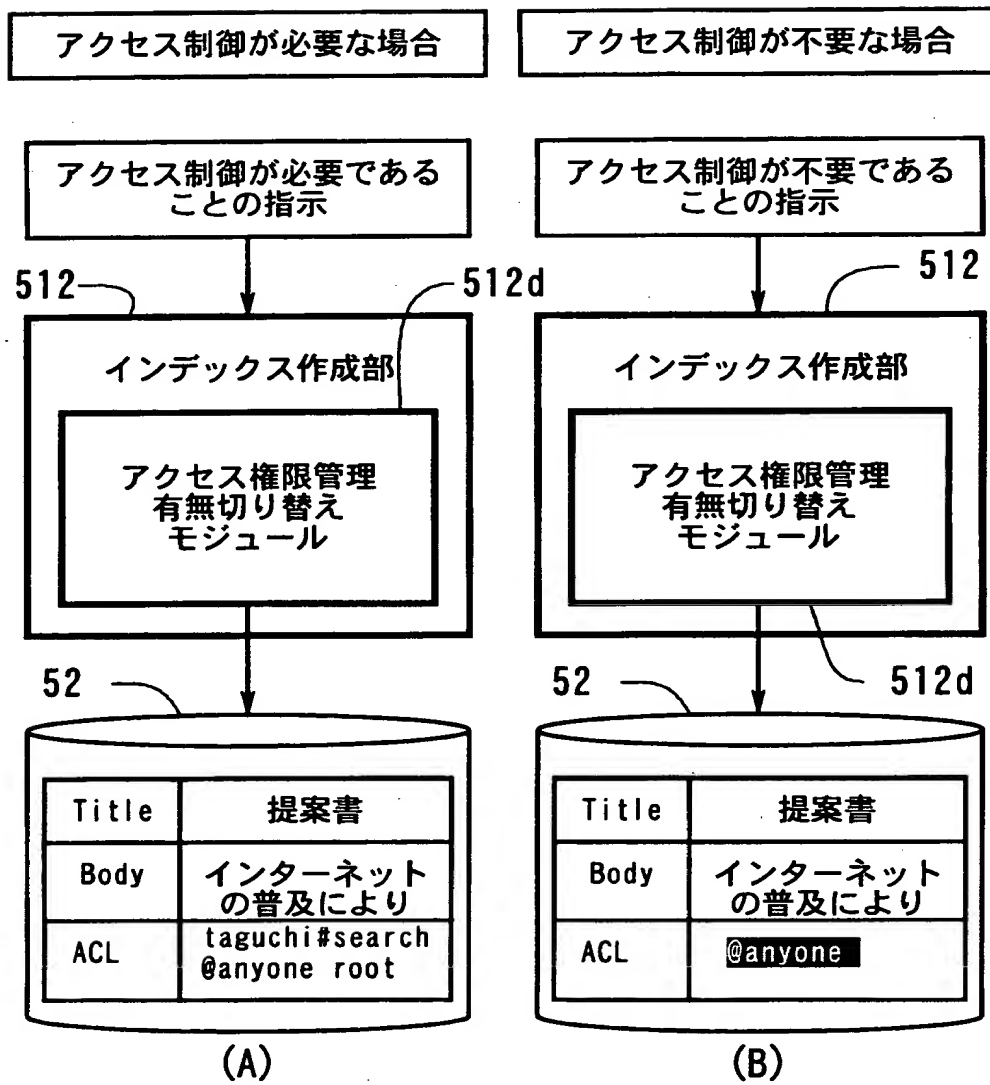 アクセス制御が必要な場合
アクセス制御が必要である
ことの指示
512
512d
インデックス作成部
アクセス権限管理
有無切り替え
モジュール
52
Title
提案書
Body
インターネット
の普及により
ACL
taguchi#search
@anyone root
(A)
アクセス制御が不要な場合
アクセス制御が不要である
ことの指示
512
インデックス作成部
アクセス権限管理
有無切り替え
モジュール
512d
52
Title
提案書
Body
インターネット
の普及により
ACL
@anyone
(B)